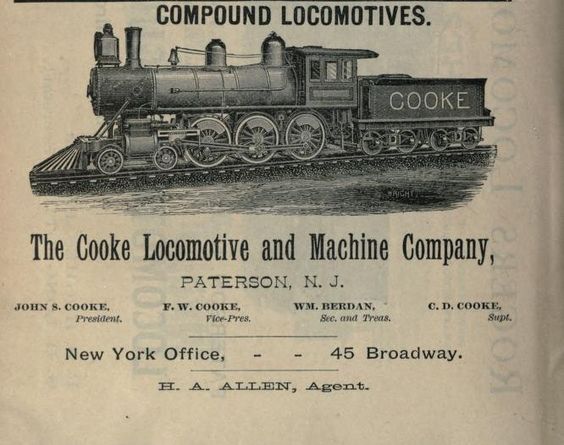 COMPOUND LOCOMOTIVES.
COOKE
WRIGHT
The Cooke Locomotive and Machine Company,
PATERSON, N. J.
JOHN S. COOKE, F. W. COOKE, WM. BERDAN, C. D. COOKE,
President. Vice-Pres. Sec. and Treas. Supt.
New York Office, - - 45 Broadway.
H. A. ALLEN, Agent.